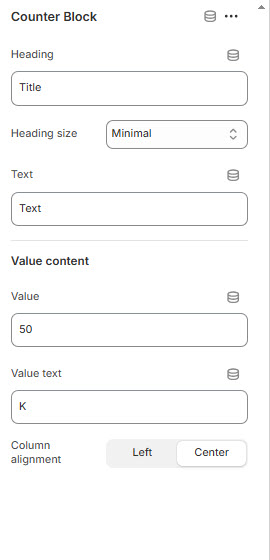 Counter Block
Heading
Title
Heading size
Minimal
Text
Text
Value content
Value
50
Value text
K
Column
alignment
Left
Center